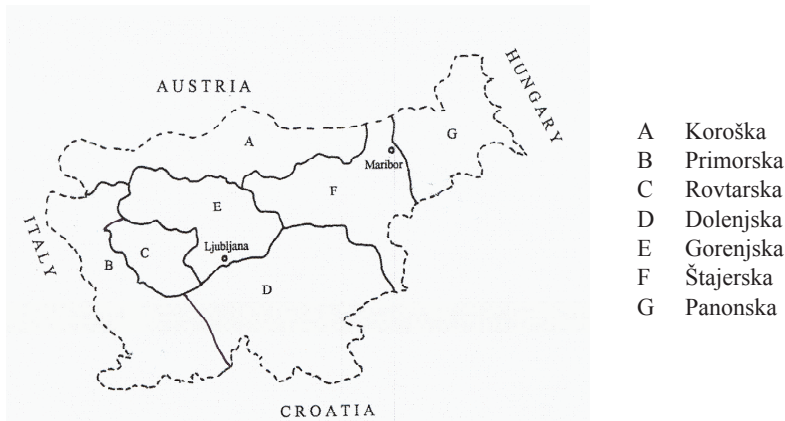 AUSTRIA
HUNGARY
ITALY
CROATIA
A
B
C
D
E
F
G
Maribor
Ljubljana
A Koroška
B Primorska
C Rovtarska
D Dolenjska
E Gorenjska
F Štajerska
G Panonska